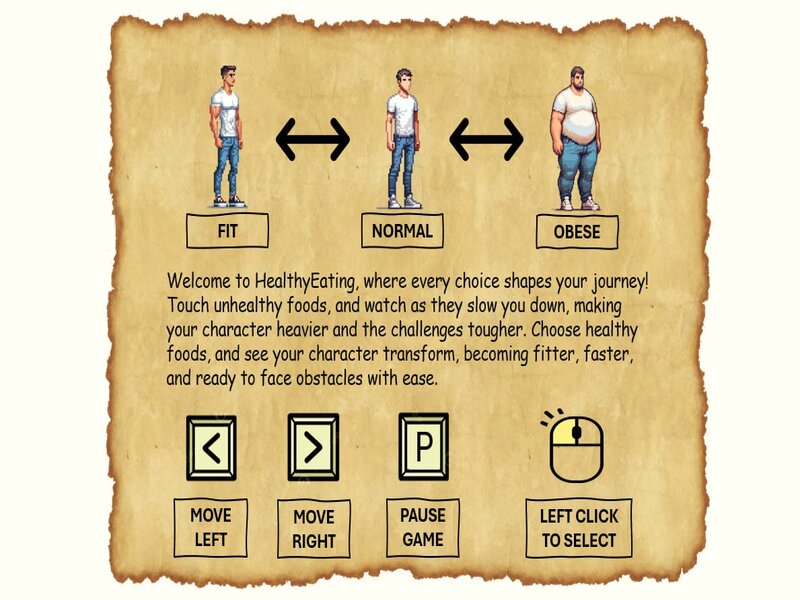 FIT
NORMAL
OBESE
Welcome to HealthyEating, where every choice shapes your journey!
Touch unhealthy foods, and watch as they slow you down, making
your character heavier and the challenges tougher. Choose healthy
foods, and see your character transform, becoming fitter, faster,
and ready to face obstacles with ease.
<
>
P
MOVE
LEFT
MOVE
RIGHT
PAUSE
GAME
LEFT CLICK
TO SELECT